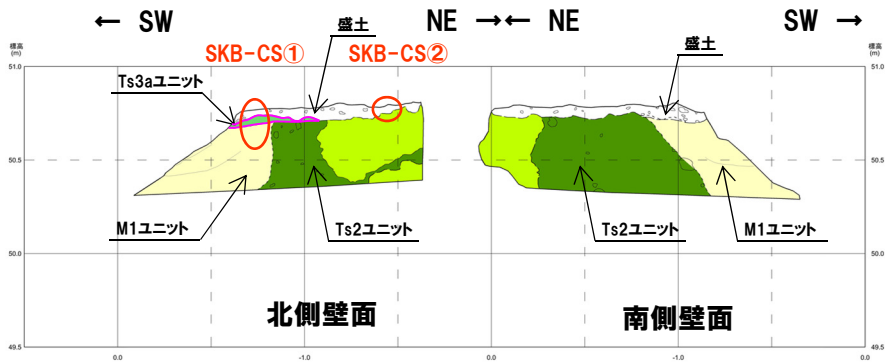 ← SW
NE →
← NE
SW →
標高
(m)
標高
(m)
SKB-CS①
盛土
SKB-CS②
盛土
51.0
51.0
Ts3aユニット
50.5
50.5
M1ユニット
Ts2ユニット
Ts2ユニット
M1ユニット
50.0
50.0
北側壁面
南側壁面
49.5
49.5
0.0
-1.0
0.0
-1.0
0.0